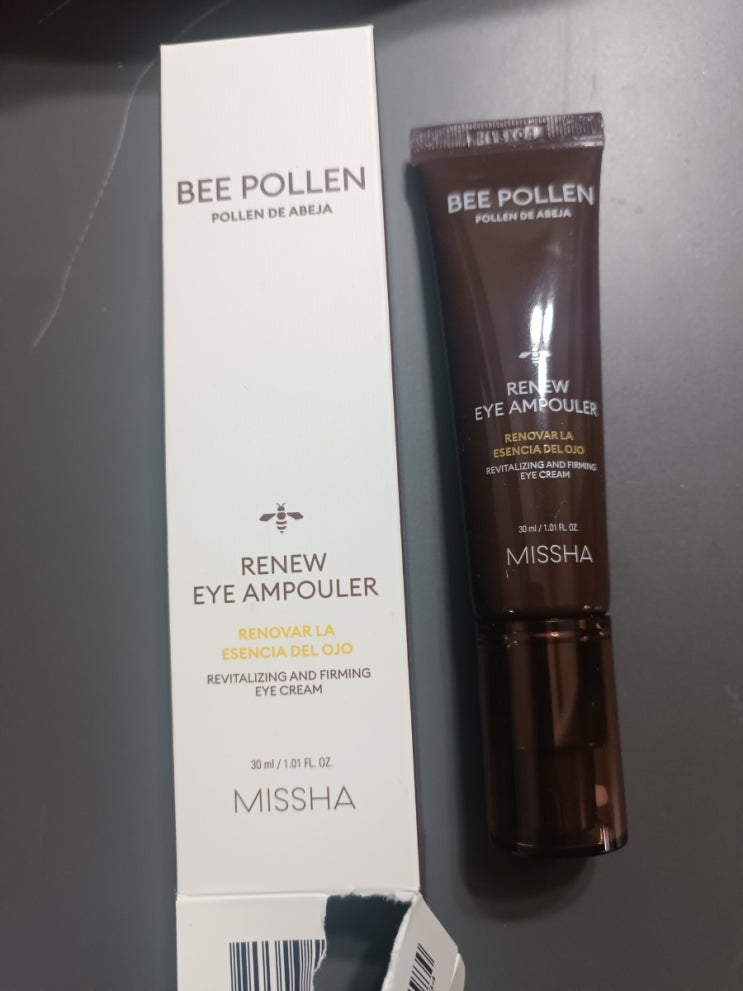 BEE POLLEN
POLLEN DE ABEJA
RENEW
EYE AMPOULER
RENOVAR LA
ESENCIA DEL OJO
REVITALIZING AND FIRMING
EYE CREAM
30 ml / 1.01 FL. OZ.
MISSHA
BEE POLLEN
POLLEN DE ABEJA
RENEW
EYE AMPOULER
RENOVAR LA
ESENCIA DEL OJO
REVITALIZING AND FIRMING
EYE CREAM
30 ml / 1.01 FL. OZ.
MISSHA